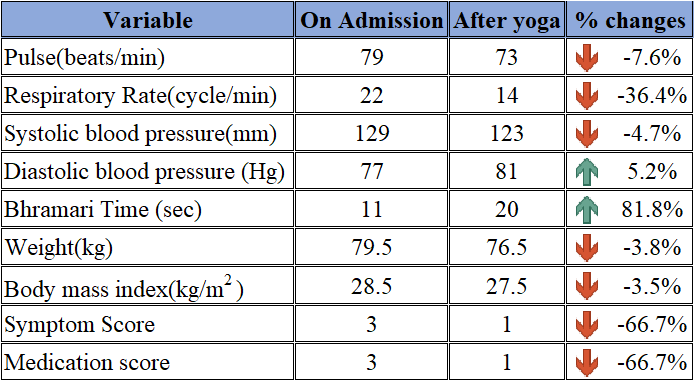 Variable On Admission After yoga % changes
Pulse(beats/min) 79 73 -7.6%
Respiratory Rate(cycle/min) 22 14 -36.4%
Systolic blood pressure(mm) 129 123 -4.7%
Diastolic blood pressure (Hg) 77 81 5.2%
Bhramari Time (sec) 11 20 81.8%
Weight(kg) 79.5 76.5 -3.8%
Body mass index(kg/m² ) 28.5 27.5 -3.5%
Symptom Score 3 1 -66.7%
Medication score 3 1 -66.7%